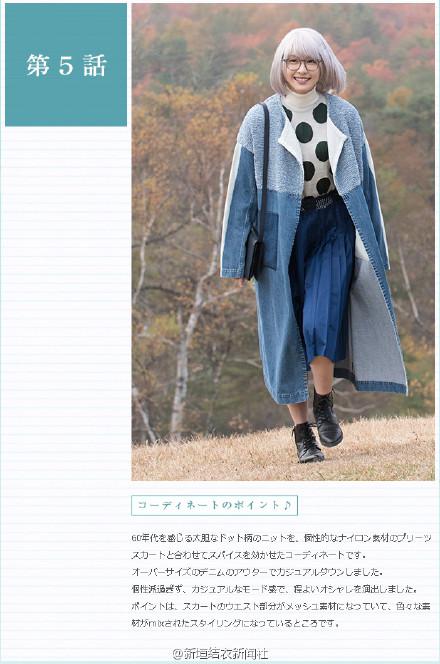 第5話
コーディネートのポイント♪
60年代を感じる大胆なドット柄のニットを、個性的なナイロン素材のプリーツ
スカートと合わせてスパイスを効かせたコーディネートです。
オーバーサイズのデニムのアウターでカジュアルダウンしました。
個性派過ぎず、カジュアルなモード感で、程よいオシャレを演出しました。
ポイントは、スカートのウエスト部分がメッシュ素材になっていて、色々な素
材がmixされたスタイリングになっているところです。
@新垣结衣新闻社